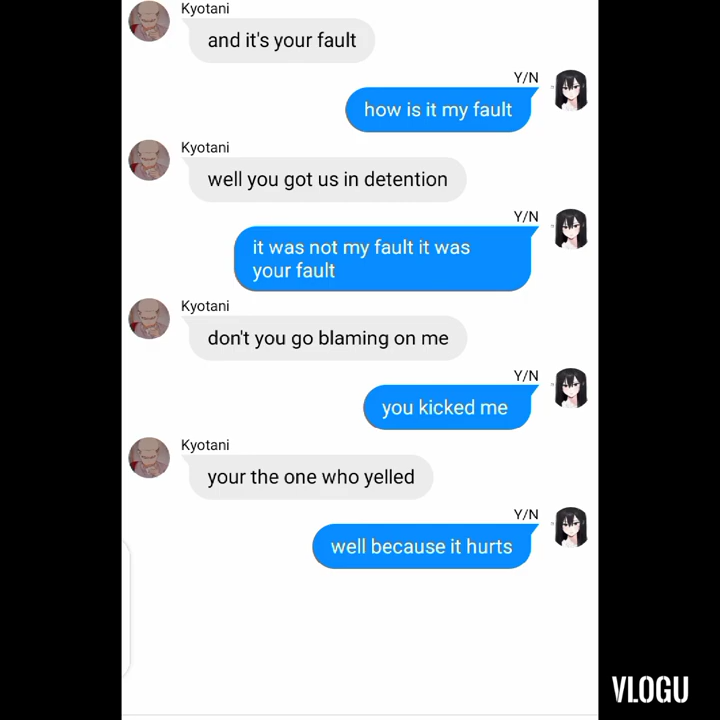 Kyotani
and it's your fault
Y/N
how is it my fault
Kyotani
well you got us in detention
Y/N
it was not my fault it was
your fault
Kyotani
don't you go blaming on me
Y/N
you kicked me
Kyotani
your the one who yelled
Y/N
well because it hurts
VLOGU